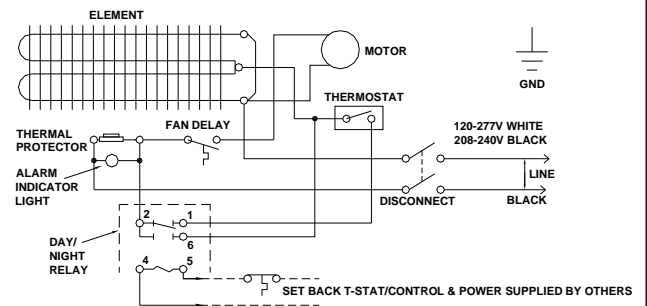 ELEMENT
MOTOR
GND
THERMOSTAT
FAN DELAY
120-277V WHITE
208-240V BLACK
THERMAL
PROTECTOR
ALARM
INDICATOR
LIGHT
LINE
DISCONNECT
BLACK
2
1
6
DAY/
NIGHT
RELAY
4
5
SET BACK T-STAT/CONTROL & POWER SUPPLIED BY OTHERS